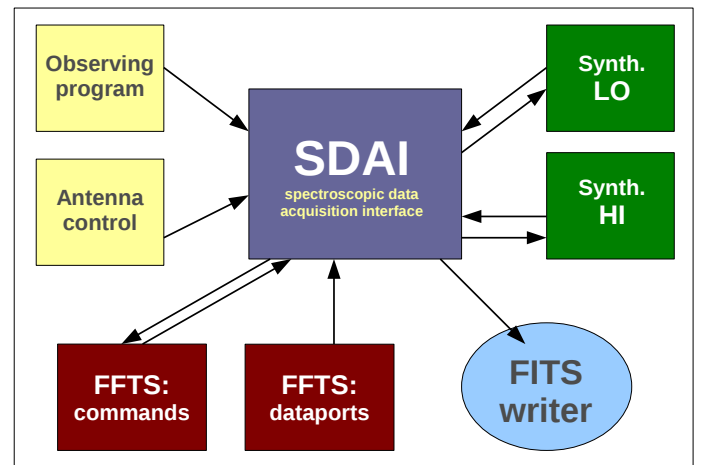 Observing
program
SDAI
spectroscopic data
acquisition interface
Synth.
LO
Antenna
control
Synth.
HI
FFTS:
commands
FFTS:
dataports
FITS
writer